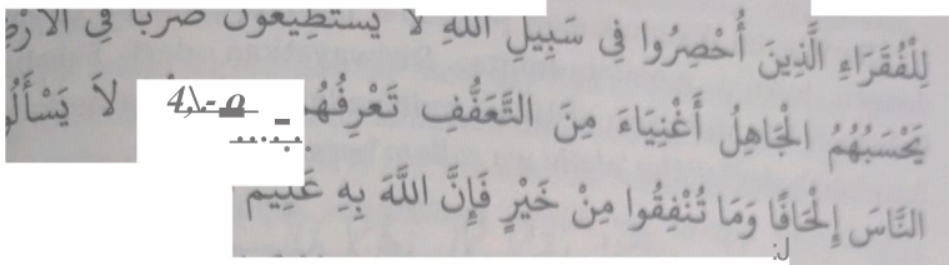 لِلْفُقَرَاءِ الَّذِينَ أُحْصِرُوا فِي سَبِيلِ اللَّهِ لَا يَسْتَطِيعُونَ ضَرْبًا فِي الْأَرْضِ
يَحْسَبُهُمُ الْجَاهِلُ أَغْنِيَاءَ مِنَ التَّعَفُّفِ تَعْرِفُهُمْ لَا
النَّاسَ إِلْحَافًا وَمَا تُنْفِقُوا مِنْ خَيْرٍ فَإِنَّ اللَّهَ بِهِ عَلِيمٌ